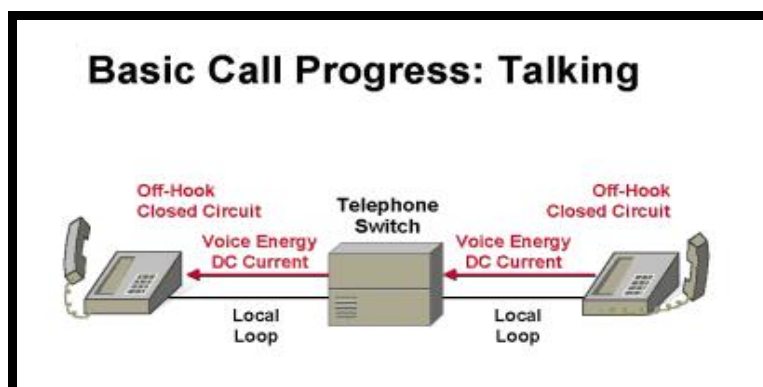 Basic Call Progress: Talking
Off-Hook
Closed Circuit
Telephone
Switch
Off-Hook
Closed Circuit
Voice Energy
DC Current
Voice Energy
DC Current
Local
Loop
Local
Loop